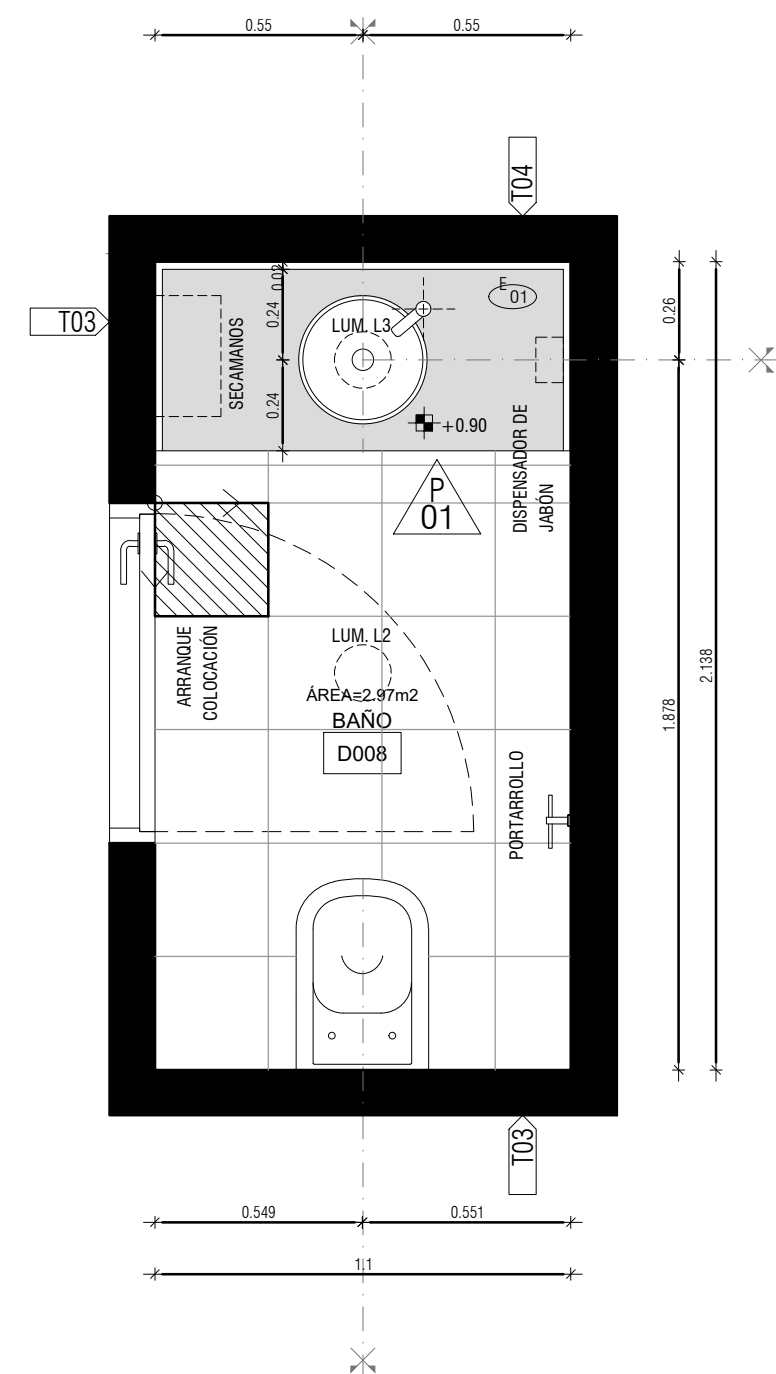 0.55
0.55
T04
T03
0.02
0.24
0.24
SECAMANOS
LUM. L3
E
01
+0.90
0.26
DISPENSADOR DE
JABÓN
P
01
ARRANQUE
COLOCACIÓN
LUM. L2
ÁREA=2.97m2
BAÑO
D008
PORTARROLLO
1.878
2.138
T03
0.549
0.551
1.1